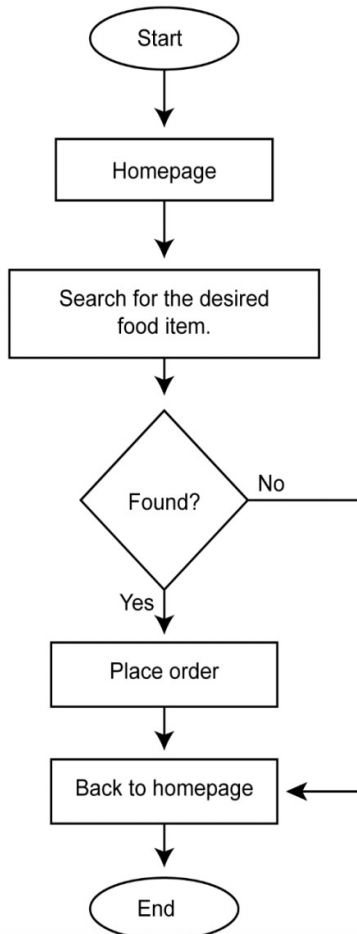 Start
Homepage
Search for the desired
food item.
Found?
No
Yes
Place order
Back to homepage
End